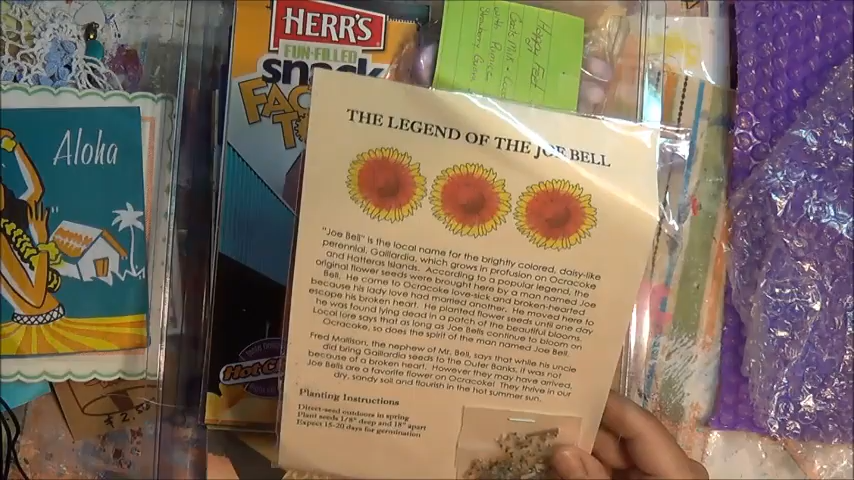 HERR'S
FUN-FILLED
Happy Fool
with
Aloha
THE LEGEND OF THE JOE BELL
"Joe Bell" is the local name for the brightly colored, daisy-like
perennial, Gaillardia, which grows in profusion on Ocracoke
and Hatteras Islands. According to a popular legend, the
original flower seeds were brought here by a man named Joe
Bell. He came to Ocracoke love-sick and broken-hearted
because his lady love had married another. He moved here to
escape his broken heart. He planted flower seeds until one day
he was found lying dead in a patch of the beautiful blooms.
Local lore says that as long as Joe Bells continue to bloom on
Ocracoke, so does the spirit of the man named Joe Bell.
Fred Mallison, the nephew of Mr. Bell, says that while his uncle
did bring Gaillardia seeds to the Outer Banks, it was not
because of a broken heart. However they may have arrived,
Joe Bells are a favorite flower on Ocracoke! They thrive in our
dry, sandy soil and flourish in the hot summer sun.
Planting Instructions
Direct-seed outdoors in spring
Plant seeds 1/8" deep and 18" apart
Expect 15-20 days for germination